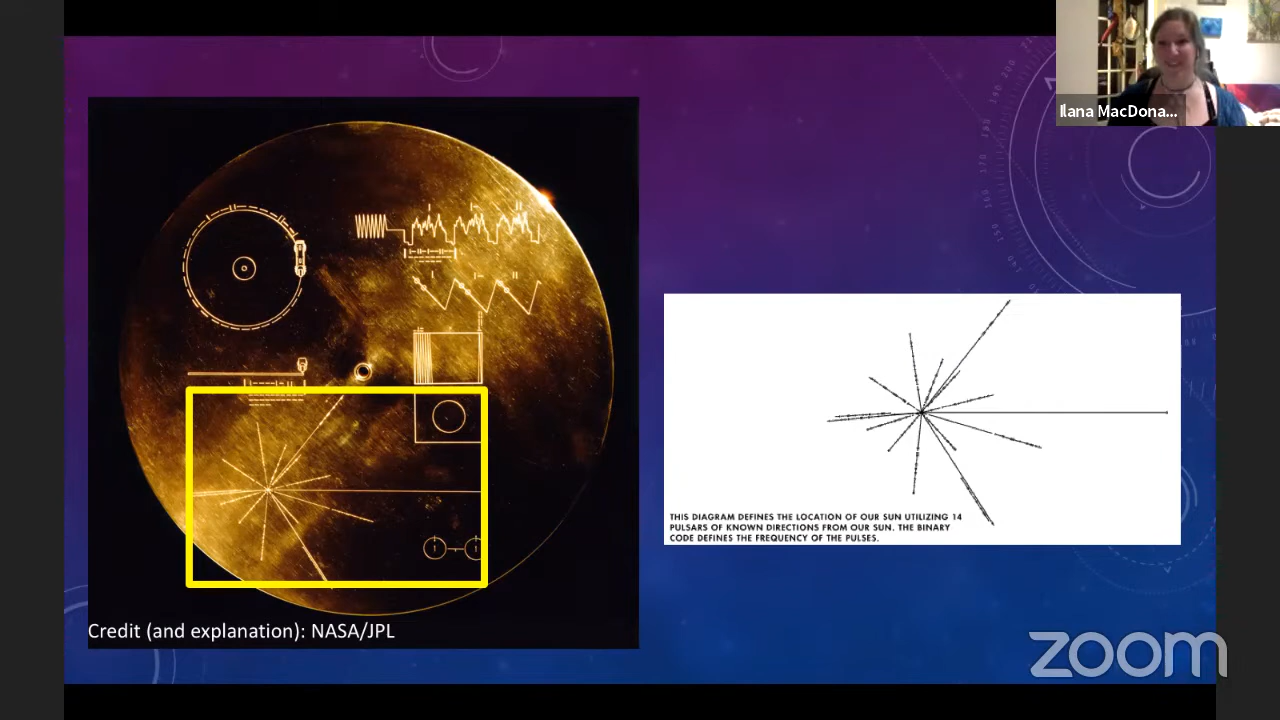 Ilana MacDona...
THIS DIAGRAM DEFINES THE LOCATION OF OUR SUN UTILIZING 14
PULSARS OF KNOWN DIRECTIONS FROM OUR SUN. THE BINARY
CODE DEFINES THE FREQUENCY OF THE PULSES.
Credit (and explanation): NASA/JPL
zoom